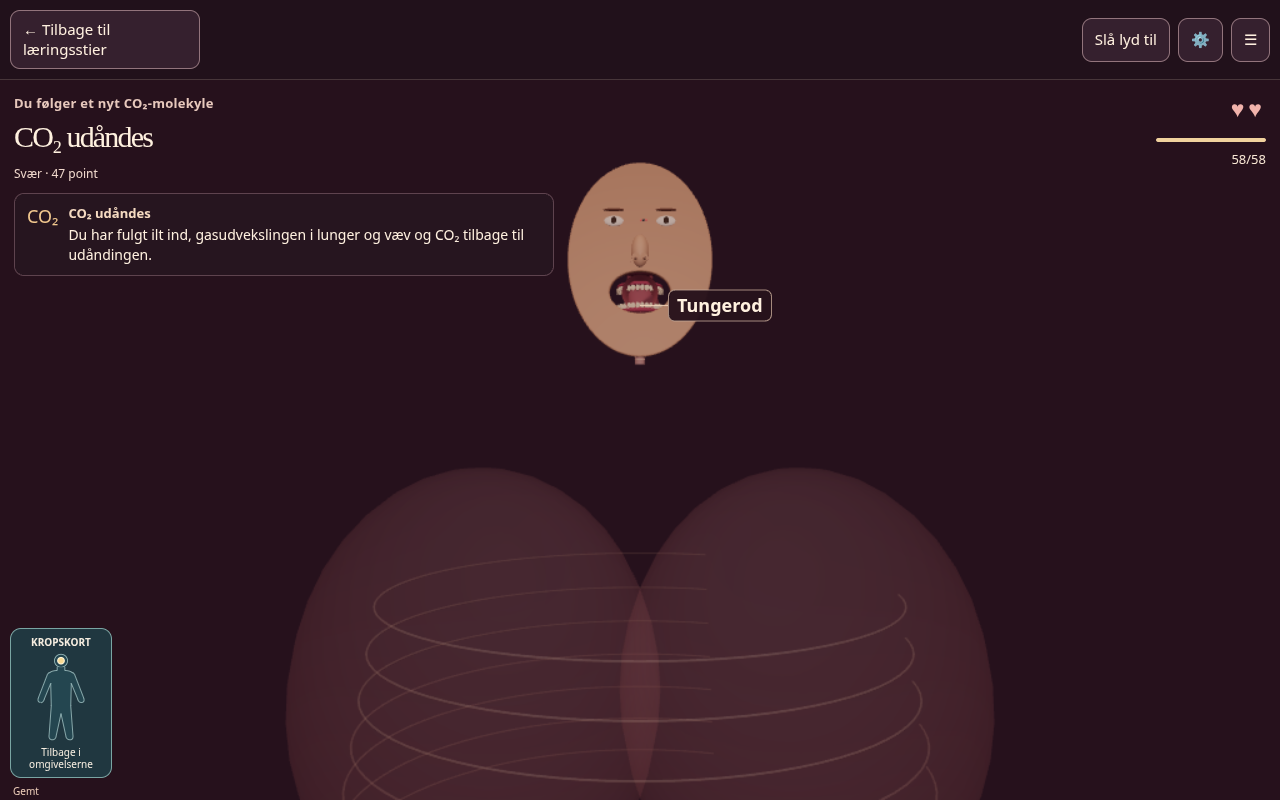 ← Tilbage til
læringsstier
Slå lyd til
Du følger et nyt CO₂-molekyle
CO₂ udåndes
Svær · 47 point
58/58
CO₂
CO₂ udåndes
Du har fulgt ilt ind, gasudvekslingen i lunger og væv og CO₂ tilbage til
udåndingen.
Tungerod
KROPSKORT
Tilbage i
omgivelserne
Gemt